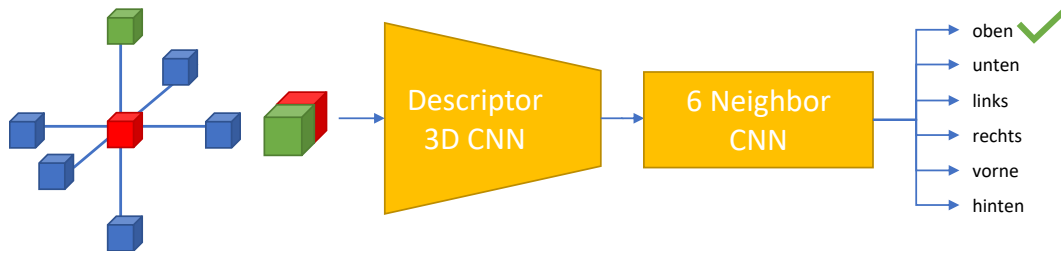 Descriptor
3D CNN
6 Neighbor
CNN
oben
unten
links
rechts
vorne
hinten